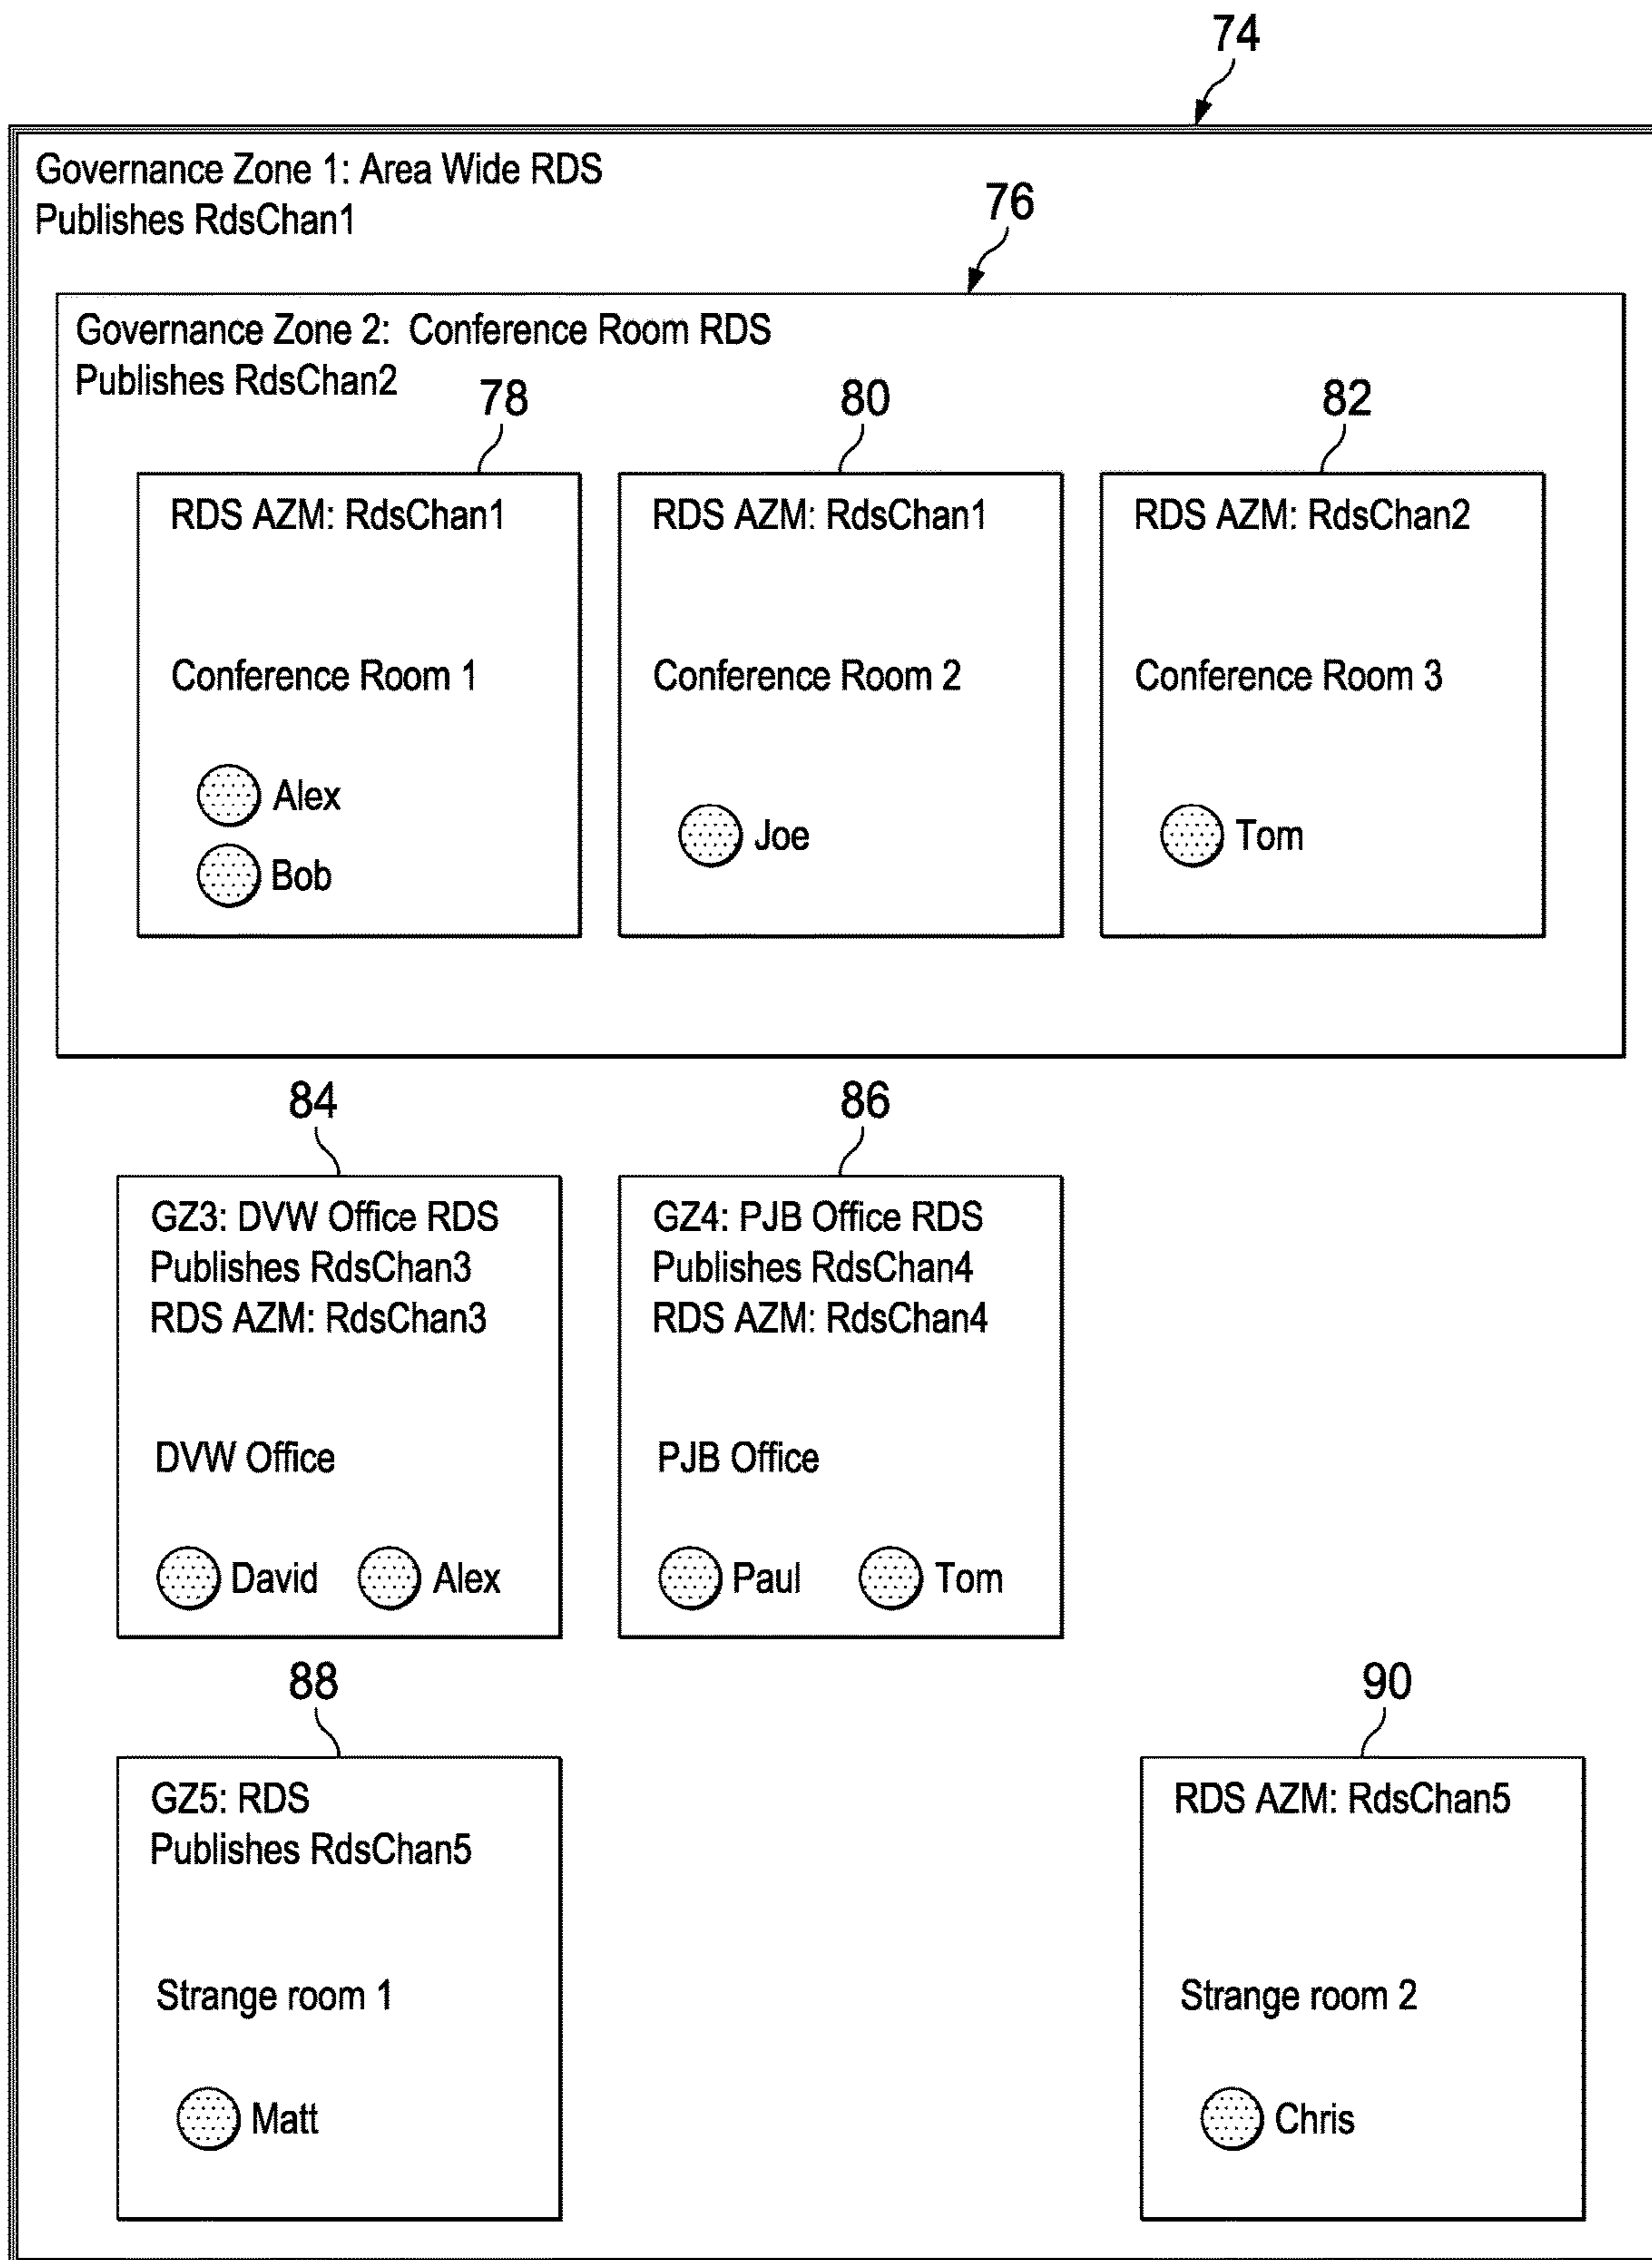 74
Governance Zone 1: Area Wide RDS
Publishes RdsChan1
76
Governance Zone 2: Conference Room RDS
Publishes RdsChan2
78
80
82
RDS AZM: RdsChan1
Conference Room 1
Alex
Bob
RDS AZM: RdsChan1
Conference Room 2
Joe
RDS AZM: RdsChan2
Conference Room 3
Tom
84
86
GZ3: DVW Office RDS
Publishes RdsChan3
RDS AZM: RdsChan3
DVW Office
David Alex
GZ4: PJB Office RDS
Publishes RdsChan4
RDS AZM: RdsChan4
PJB Office
Paul Tom
88
90
GZ5: RDS
Publishes RdsChan5
Strange room 1
Matt
RDS AZM: RdsChan5
Strange room 2
Chris